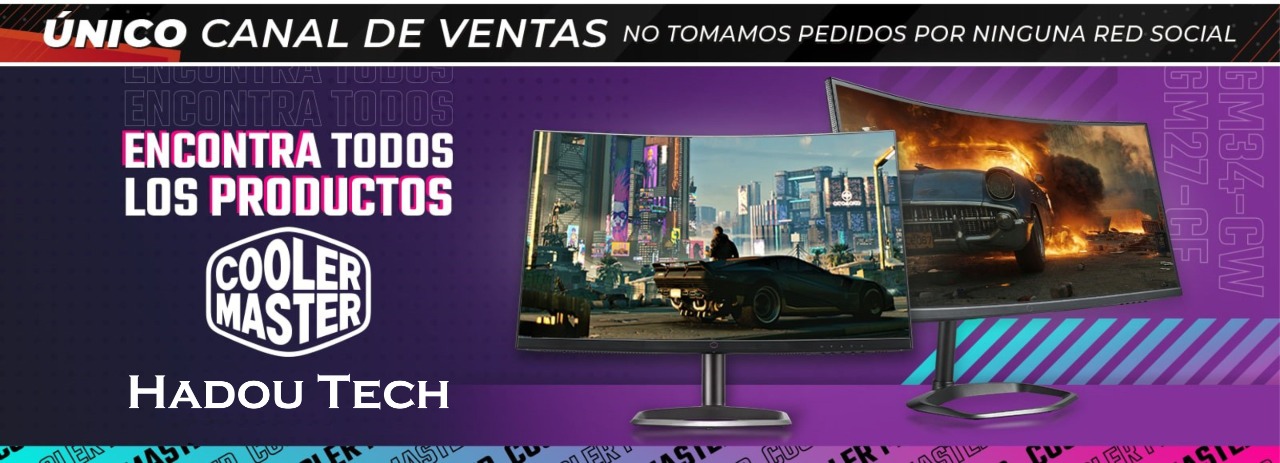 ÚNICO CANAL DE VENTAS NO TOMAMOS PEDIDOS POR NINGUNA RED SOCIAL
ENCONTRA TODOS
ENCONTRA TODOS
ENCONTRA TODOS
LOS PRODUCTOS
COOLER
MASTER
HADOU TECH
GM27-CF
GM34-CW